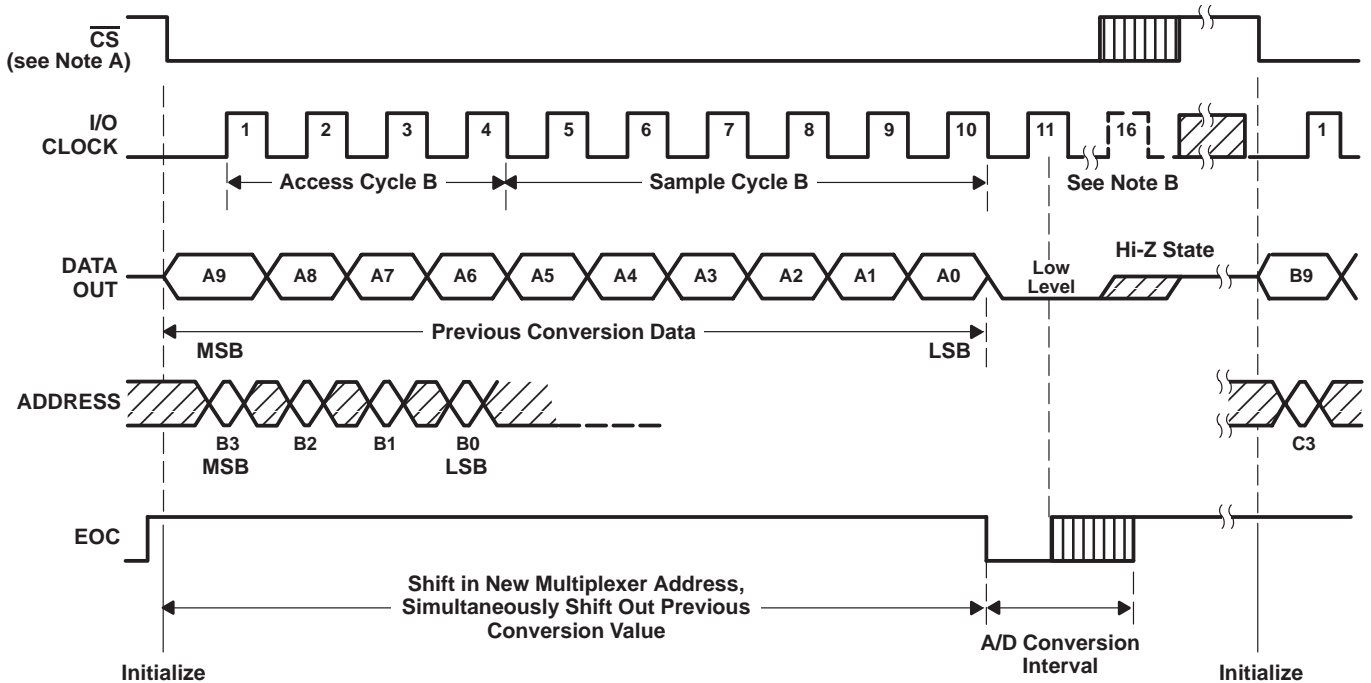 CS
(see Note A)
I/O
CLOCK
1 2 3 4 5 6 7 8 9 10 11 16 1
Access Cycle B
Sample Cycle B
See Note B
DATA
OUT
A9 A8 A7 A6 A5 A4 A3 A2 A1 A0
Low
Level
Hi-Z State
B9
Previous Conversion Data
MSB
LSB
ADDRESS
B3 B2 B1 B0 C3
MSB LSB
EOC
Shift in New Multiplexer Address,
Simultaneously Shift Out Previous
Conversion Value
A/D Conversion
Interval
Initialize
Initialize